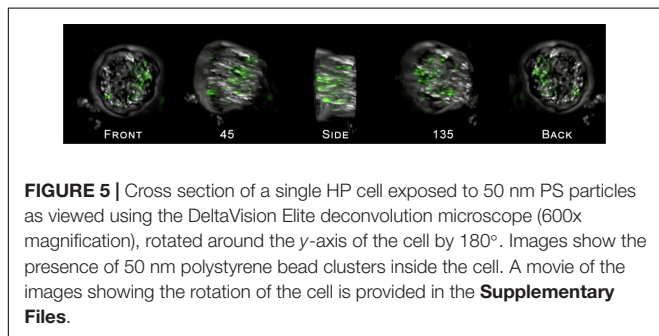 FRONT 45 SIDE 135 BACK
FIGURE 5 | Cross section of a single HP cell exposed to 50 nm PS particles
as viewed using the DeltaVision Elite deconvolution microscope (600x
magnification), rotated around the y-axis of the cell by 180°. Images show the
presence of 50 nm polystyrene bead clusters inside the cell. A movie of the
images showing the rotation of the cell is provided in the Supplementary
Files.